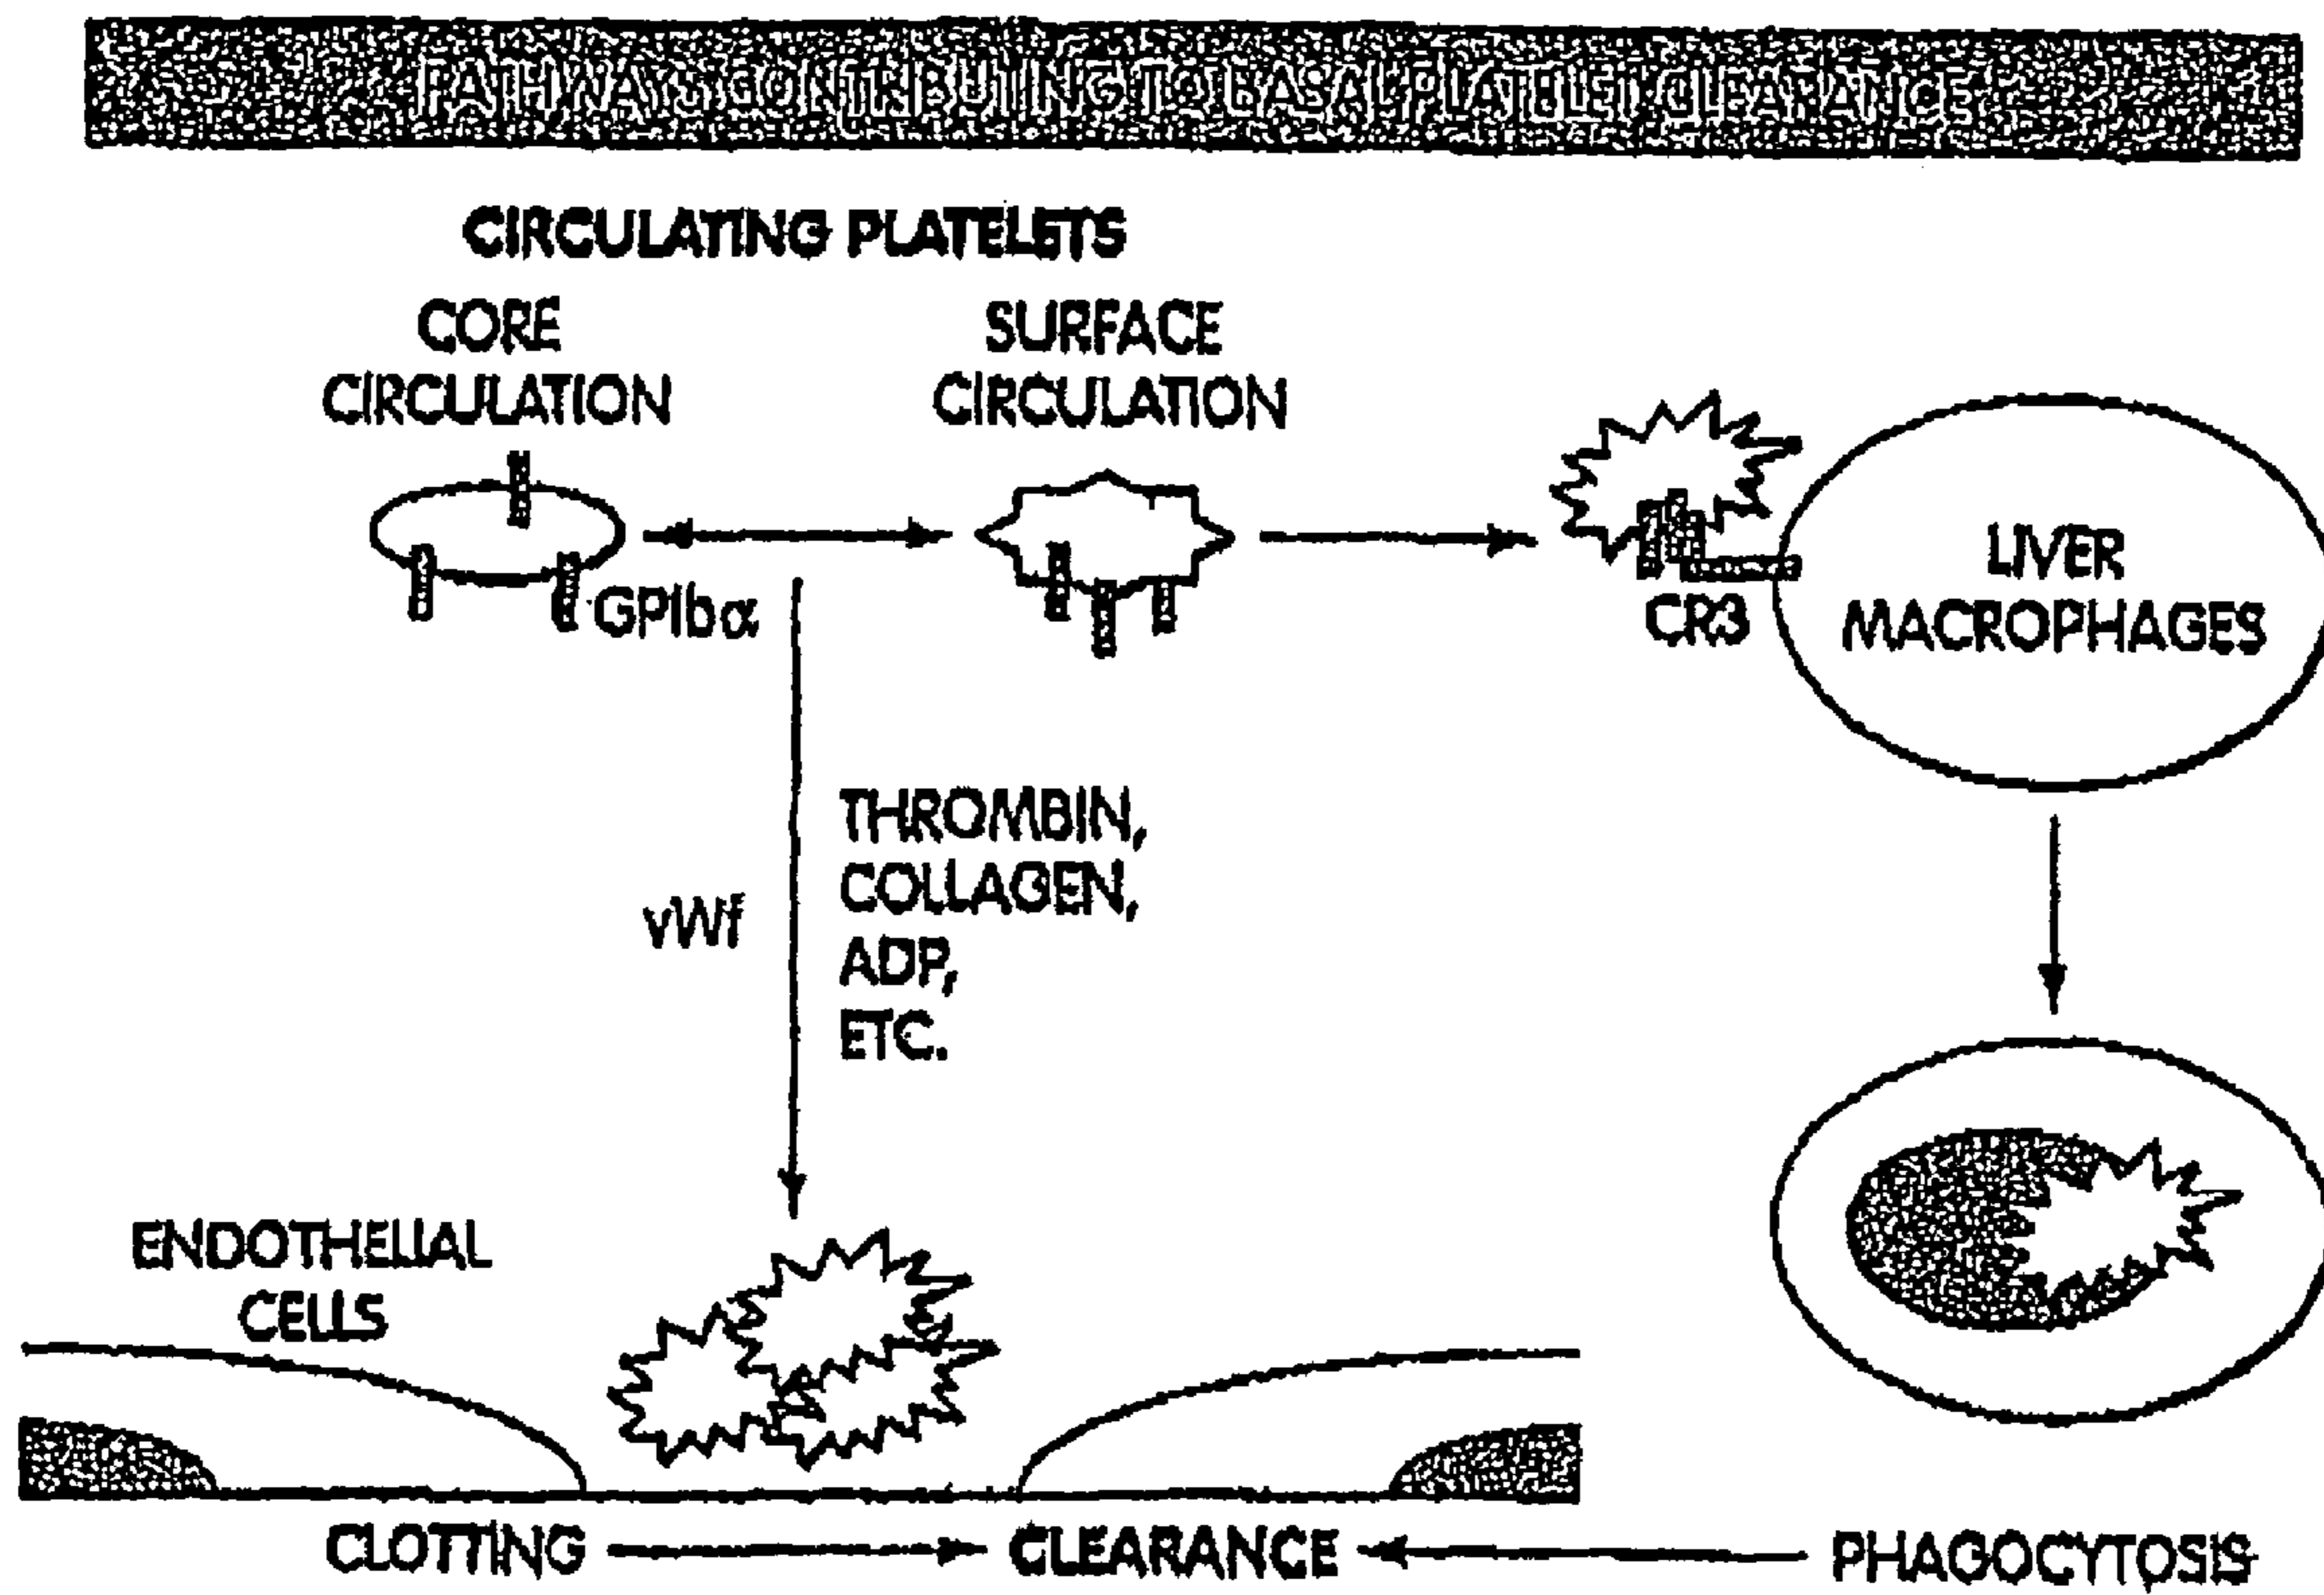 PATHWAYS CONTRIBUTING TO BASAL PLATELET CLEARANCE
CIRCULATING PLATELETS
CORE
CIRCULATION
SURFACE
CIRCULATION
GPIbα
CR3
LIVER
MACROPHAGES
vWf
THROMBIN,
COLLAGEN,
ADP,
ETC.
ENDOTHELIAL
CELLS
CLOTTING
CLEARANCE
PHAGOCYTOSIS